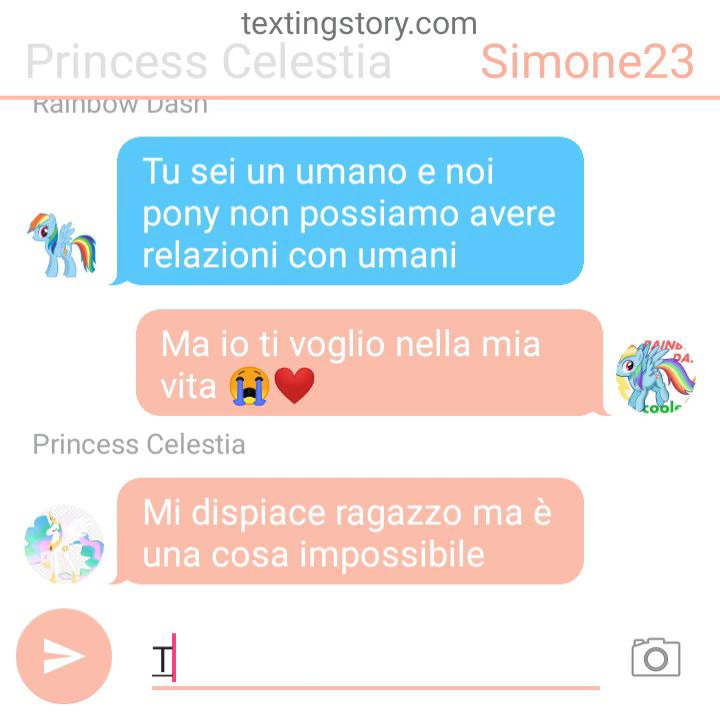 textingstory.com
Princess Celestia
Simone23
Rainbow Dash
Tu sei un umano e noi
pony non possiamo avere
relazioni con umani
Ma io ti voglio nella mia
vita 😭❤️
Princess Celestia
Mi dispiace ragazzo ma è
una cosa impossibile
T